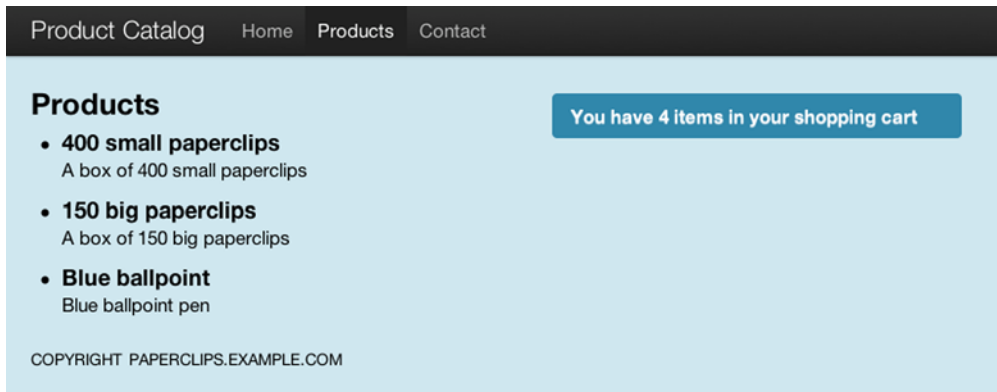 Product Catalog Home Products Contact
Products
You have 4 items in your shopping cart
• 400 small paperclips
A box of 400 small paperclips
• 150 big paperclips
A box of 150 big paperclips
• Blue ballpoint
Blue ballpoint pen
COPYRIGHT PAPERCLIPS.EXAMPLE.COM